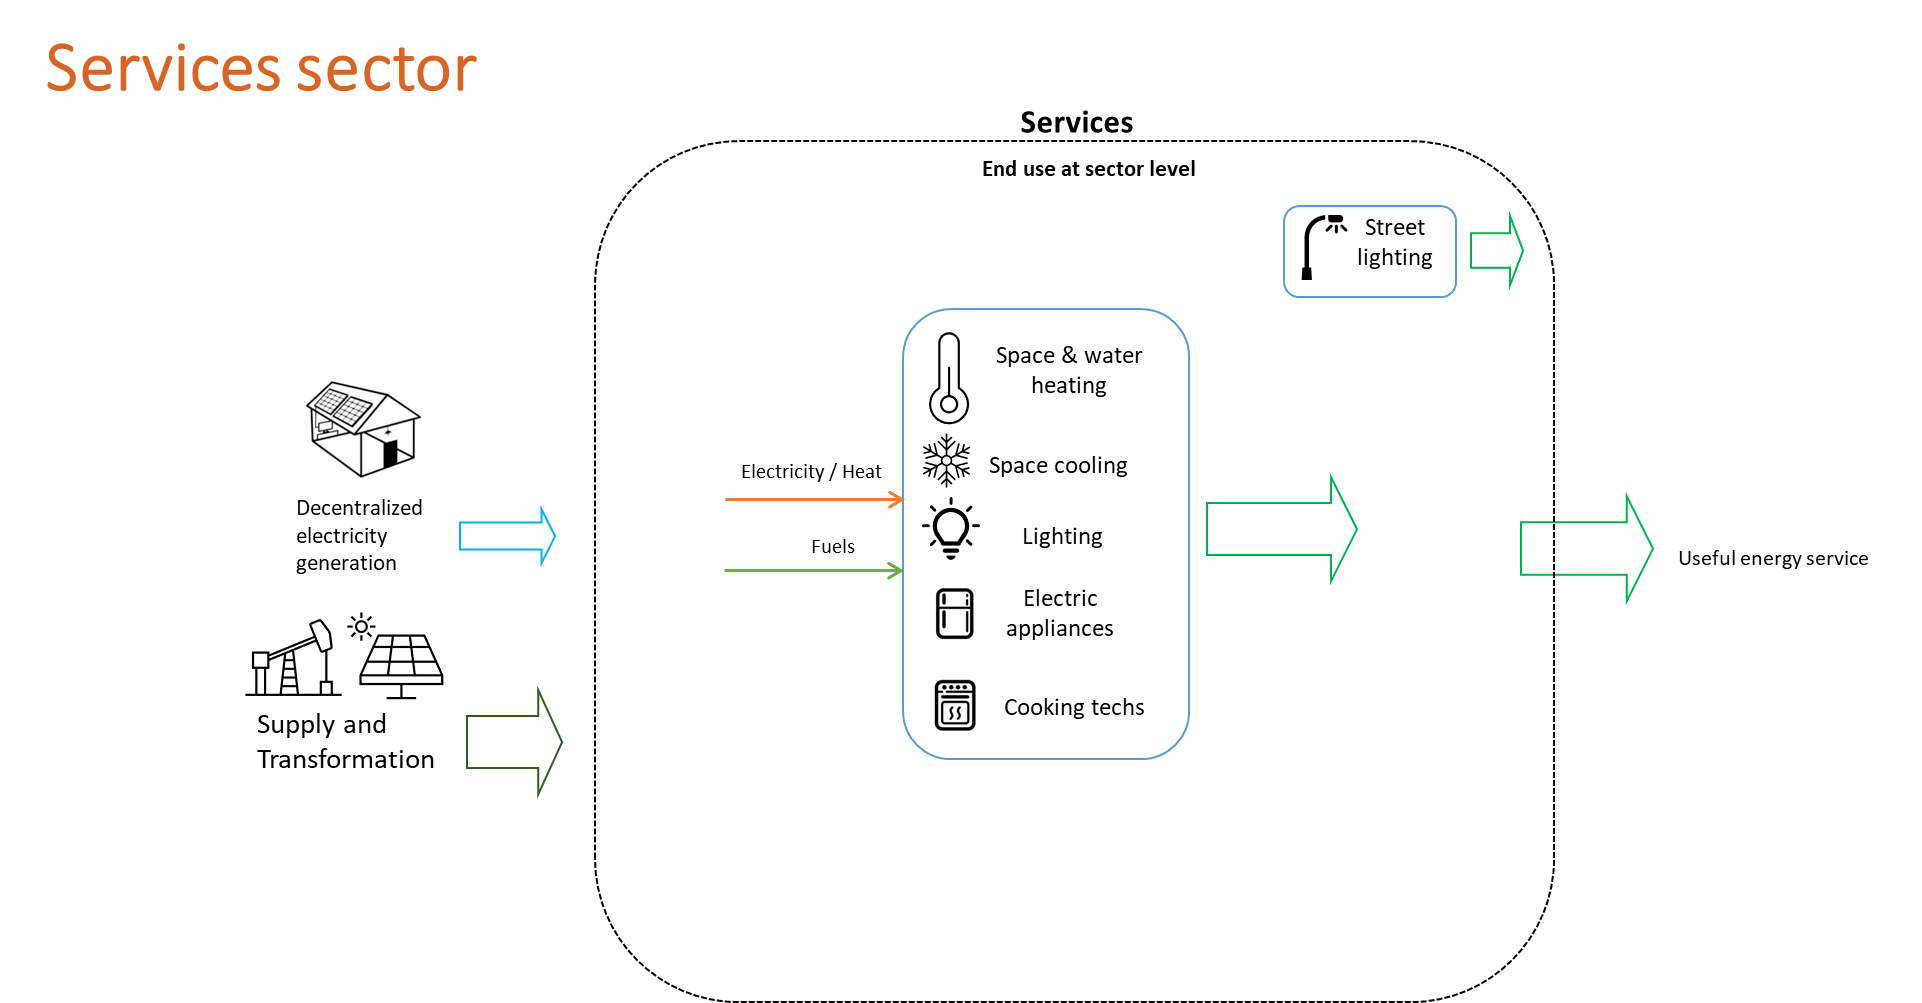 Services sector
Services
End use at sector level
Street
lighting
Space & water
heating
Electricity / Heat
Space cooling
Decentralized
electricity
generation
Lighting
Fuels
Useful energy service
Electric
appliances
Supply and
Transformation
Cooking techs